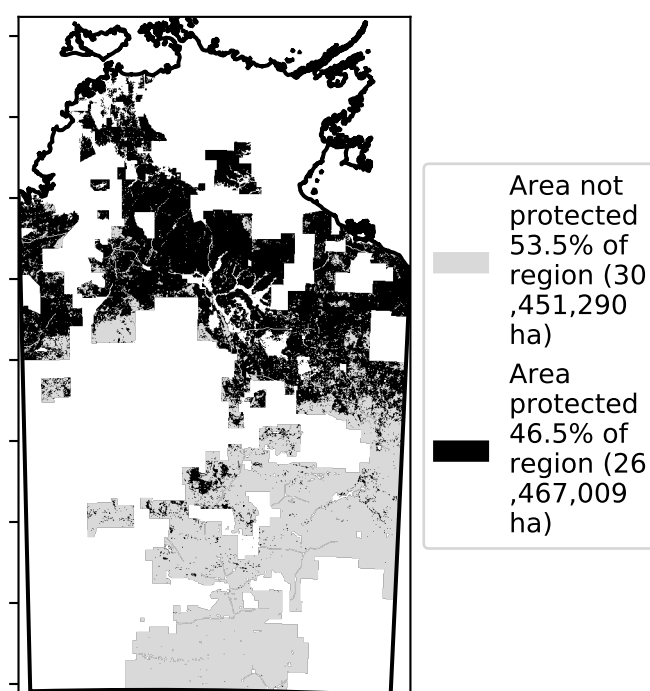 Area not
protected
53.5% of
region (30
,451,290
ha)
Area
protected
46.5% of
region (26
,467,009
ha)